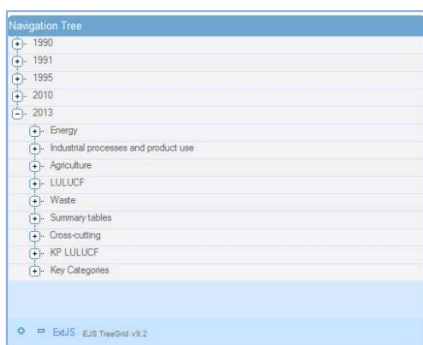 Navigation Tree
1990
1991
1995
2010
2013
Energy
Industrial processes and product use
Agriculture
LULUCF
Waste
Summary tables
Cross-cutting
KP LULUCF
Key Categories
ExtJS EJS TreeGrid v9.2